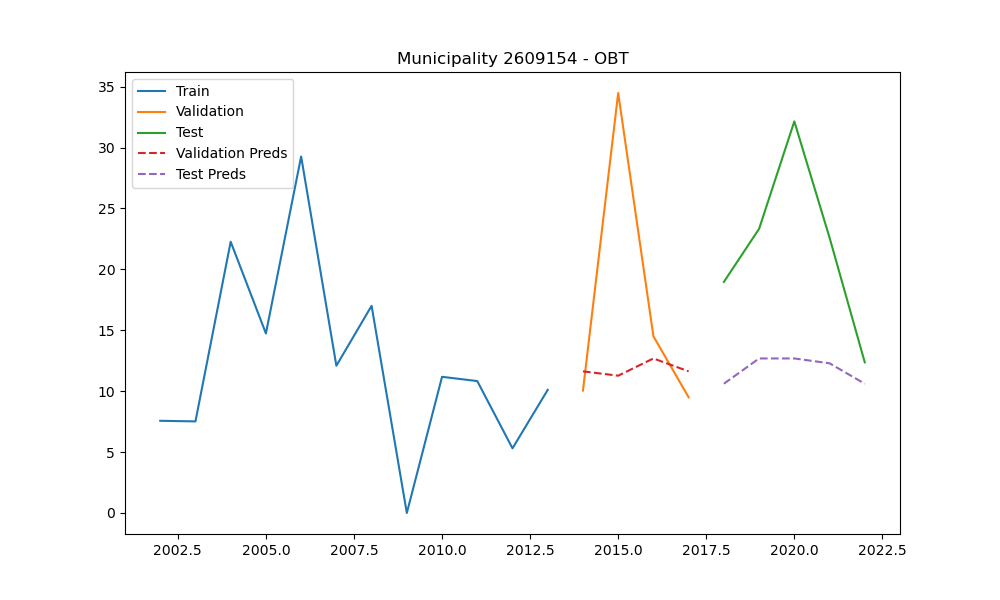 Municipality 2609154 - OBT
Train
Validation
Test
Validation Preds
Test Preds
35
30
25
20
15
10
5
0
2002.5 2005.0 2007.5 2010.0 2012.5 2015.0 2017.5 2020.0 2022.5